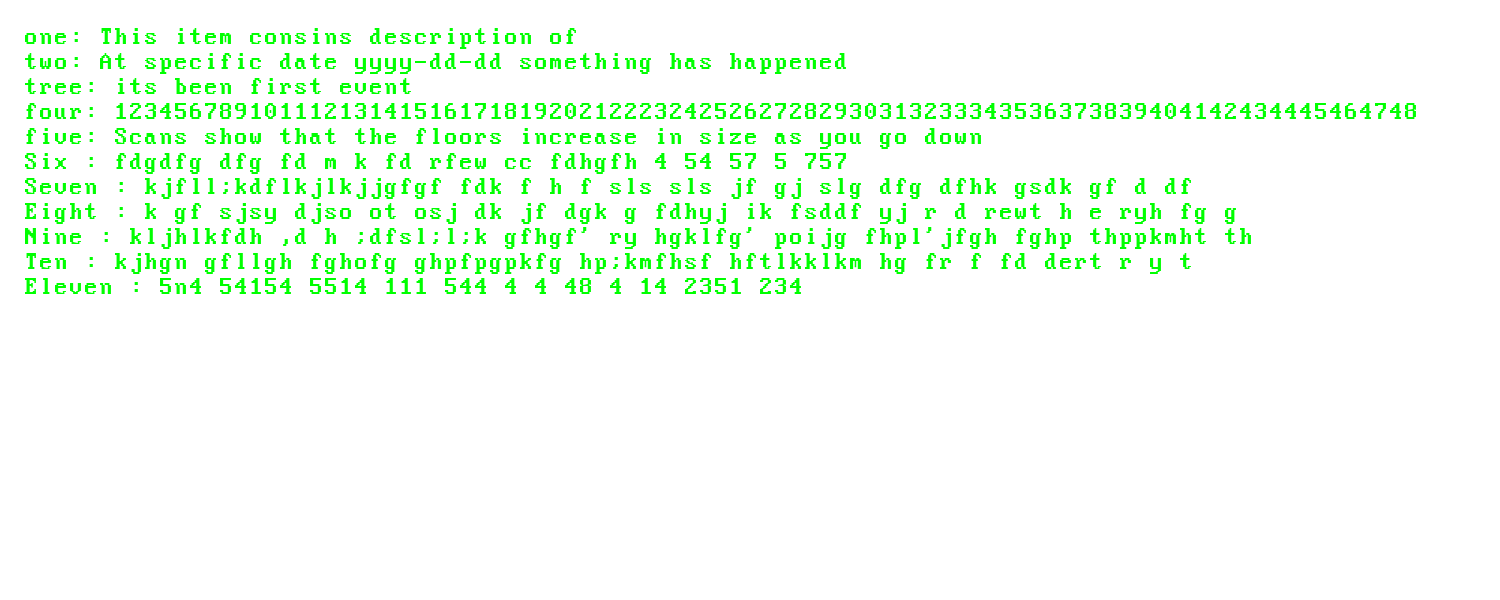 one: This item consins description of
two: At specific date yyyy-dd-dd something has happened
tree: its been first event
four: 123456789101112131415161718192021222324252627282930313233343536373839404142434445464748
five: Scans show that the floors increase in size as you go down
Six : fdgdfg dfg fd m k fd rfew cc fdhgfh 4 54 57 5 757
Seven : kjfll;kdflkjlkjjgfgf fdk f h f sls sls jf gj slg dfg dfhk gsdk gf d df
Eight : k gf sjsy djso ot osj dk jf dgk g fdhyj ik fsddf yj r d rewt h e ryh fg g
Nine : kljhlkfdh ,d h ;dfsl;l;k gfhgf' ry hgklfg' poijg fhpl'jfgh fghp thppkmht th
Ten : kjhgn gfllgh fghofg ghpfpgpkfg hp;kmfhsf hftlkklkm hg fr f fd dert r y t
Eleven : 5n4 54154 5514 111 544 4 4 48 4 14 2351 234